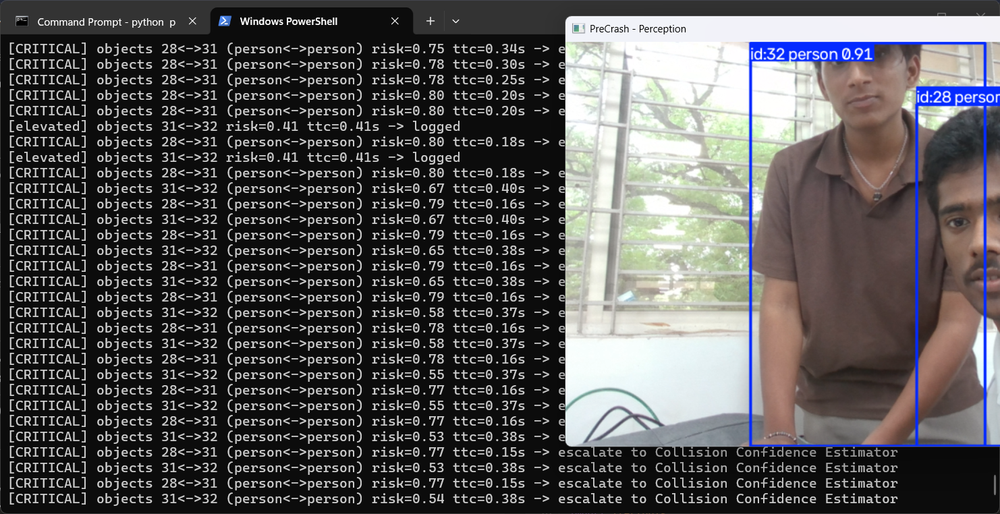 Command Prompt - python p
Windows PowerShell
PreCrash - Perception
id:32 person 0.91
id:28 person
[CRITICAL] objects 28<->31 (person<->person) risk=0.75 ttc=0.34s -> e
[CRITICAL] objects 28<->31 (person<->person) risk=0.78 ttc=0.30s -> e
[CRITICAL] objects 28<->31 (person<->person) risk=0.78 ttc=0.25s -> e
[CRITICAL] objects 28<->31 (person<->person) risk=0.80 ttc=0.20s -> e
[CRITICAL] objects 28<->31 (person<->person) risk=0.80 ttc=0.20s -> e
[elevated] objects 31<->32 risk=0.41 ttc=0.41s -> logged
[CRITICAL] objects 28<->31 (person<->person) risk=0.80 ttc=0.18s -> e
[elevated] objects 31<->32 risk=0.41 ttc=0.41s -> logged
[CRITICAL] objects 28<->31 (person<->person) risk=0.80 ttc=0.18s -> e
[CRITICAL] objects 31<->32 (person<->person) risk=0.67 ttc=0.40s -> e
[CRITICAL] objects 28<->31 (person<->person) risk=0.79 ttc=0.16s -> e
[CRITICAL] objects 31<->32 (person<->person) risk=0.67 ttc=0.40s -> e
[CRITICAL] objects 28<->31 (person<->person) risk=0.79 ttc=0.16s -> e
[CRITICAL] objects 31<->32 (person<->person) risk=0.65 ttc=0.38s -> e
[CRITICAL] objects 28<->31 (person<->person) risk=0.79 ttc=0.16s -> e
[CRITICAL] objects 31<->32 (person<->person) risk=0.65 ttc=0.38s -> e
[CRITICAL] objects 28<->31 (person<->person) risk=0.79 ttc=0.16s -> e
[CRITICAL] objects 31<->32 (person<->person) risk=0.58 ttc=0.37s -> e
[CRITICAL] objects 28<->31 (person<->person) risk=0.78 ttc=0.16s -> e
[CRITICAL] objects 31<->32 (person<->person) risk=0.58 ttc=0.37s -> e
[CRITICAL] objects 28<->31 (person<->person) risk=0.78 ttc=0.16s -> e
[CRITICAL] objects 31<->32 (person<->person) risk=0.55 ttc=0.37s -> e
[CRITICAL] objects 28<->31 (person<->person) risk=0.77 ttc=0.16s -> e
[CRITICAL] objects 31<->32 (person<->person) risk=0.55 ttc=0.37s -> e
[CRITICAL] objects 28<->31 (person<->person) risk=0.77 ttc=0.16s -> e
[CRITICAL] objects 31<->32 (person<->person) risk=0.53 ttc=0.38s -> e
[CRITICAL] objects 28<->31 (person<->person) risk=0.77 ttc=0.15s -> escalate to Collision Confidence Estimator
[CRITICAL] objects 31<->32 (person<->person) risk=0.53 ttc=0.38s -> escalate to Collision Confidence Estimator
[CRITICAL] objects 28<->31 (person<->person) risk=0.77 ttc=0.15s -> escalate to Collision Confidence Estimator
[CRITICAL] objects 31<->32 (person<->person) risk=0.54 ttc=0.38s -> escalate to Collision Confidence Estimator